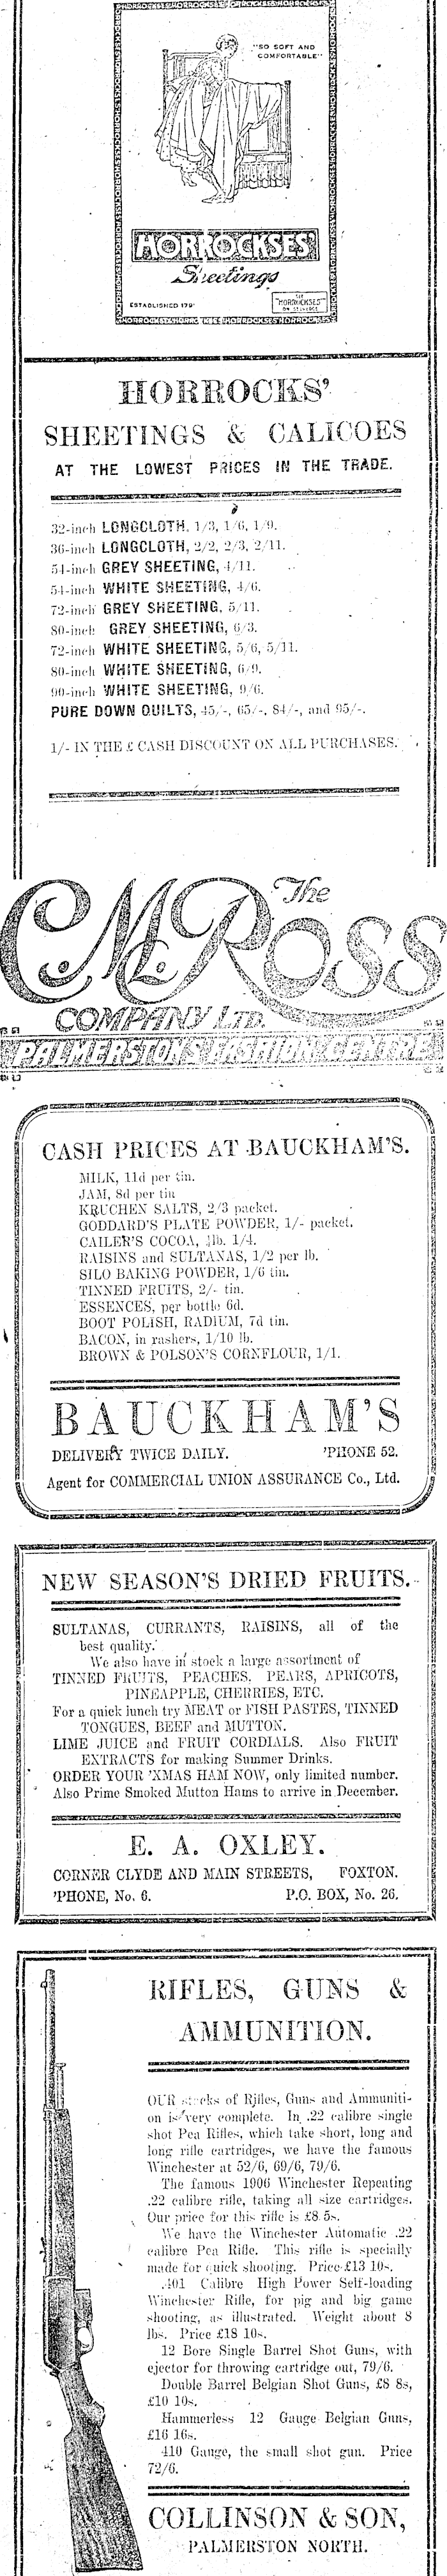 "SO SOFT AND
COMFORTABLE"
HORROCKSES'
Sheetings
ESTABLISHED 179
SEE
"HORROCKSES"
ON SELVEDGE
HORROCKS'
SHEETINGS & CALICOES
AT THE LOWEST PRICES IN THE TRADE.
32-inch LONGCLOTH, 1/3, 1/6, 1/9.
36-inch LONGCLOTH, 2/2, 2/3, 2/11.
54-inch GREY SHEETING, 4/11.
54-inch WHITE SHEETING, 4/6.
72-inch GREY SHEETING, 5/11.
80-inch GREY SHEETING, 6/3.
72-inch WHITE SHEETING, 5/6, 5/11.
80-inch WHITE SHEETING, 6/9.
90-inch WHITE SHEETING, 9/6.
PURE DOWN QUILTS, 45/-, 65/-, 84/-, and 95/-.
1/- IN THE £ CASH DISCOUNT ON ALL PURCHASES.
The
C. M. Ross
COMPANY LTD.
PALMERSTON'S FASHION CENTRE
CASH PRICES AT BAUCKHAM'S.
MILK, 11d per tin.
JAM, 8d per tin
KRUCHEN SALTS, 2/3 packet.
GODDARD'S PLATE POWDER, 1/- packet.
CAILER'S COCOA, ½lb. 1/4.
RAISINS and SULTANAS, 1/2 per lb.
SILO BAKING POWDER, 1/6 tin.
TINNED FRUITS, 2/- tin.
ESSENCES, per bottle 6d.
BOOT POLISH, RADIUM, 7d tin.
BACON, in rashers, 1/10 lb.
BROWN & POLSON'S CORNFLOUR, 1/1.
BAUCKHAM'S
DELIVERY TWICE DAILY. 'PHONE 52.
Agent for COMMERCIAL UNION ASSURANCE Co., Ltd.
NEW SEASON'S DRIED FRUITS.
SULTANAS, CURRANTS, RAISINS, all of the
best quality.
We also have in stock a large assortment of
TINNED FRUITS, PEACHES, PEARS, APRICOTS,
PINEAPPLE, CHERRIES, ETC.
For a quick lunch try MEAT or FISH PASTES, TINNED
TONGUES, BEEF and MUTTON.
LIME JUICE and FRUIT CORDIALS. Also FRUIT
EXTRACTS for making Summer Drinks.
ORDER YOUR 'XMAS HAM NOW, only limited number.
Also Prime Smoked Mutton Hams to arrive in December.
E. A. OXLEY.
CORNER CLYDE AND MAIN STREETS, FOXTON.
'PHONE, No. 6. P.O. BOX, No. 26.
RIFLES, GUNS &
AMMUNITION.
OUR stocks of Rifles, Guns and Ammuniti-
on is very complete. In .22 calibre single
shot Pea Rifles, which take short, long and
long rifle cartridges, we have the famous
Winchester at 52/6, 69/6, 79/6.
The famous 1906 Winchester Repeating
.22 calibre rifle, taking all size cartridges.
Our price for this rifle is £8 5s.
We have the Winchester Automatic .22
calibre Pea Rifle. This rifle is specially
made for quick shooting. Price £13 10s.
.401 Calibre High Power Self-loading
Winchester Rifle, for pig and big game
shooting, as illustrated. Weight about 8
lbs. Price £18 10s.
12 Bore Single Barrel Shot Guns, with
ejector for throwing cartridge out, 79/6.
Double Barrel Belgian Shot Guns, £8 8s,
£10 10s.
Hammerless 12 Gauge Belgian Guns,
£16 16s.
410 Gauge, the small shot gun. Price
72/6.
COLLINSON & SON,
PALMERSTON NORTH.